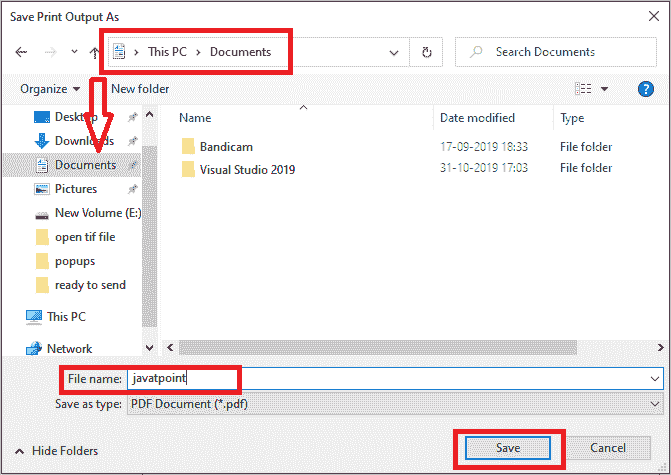 Save Print Output As
This PC > Documents
Search Documents
Organize New folder
?
Name Date modified Type
Desktop
Downloads
Documents
Pictures
New Volume (E:)
open tif file
popups
ready to send
This PC
Network
Bandicam 17-09-2019 18:33 File folder
Visual Studio 2019 31-10-2019 17:03 File folder
File name: javatpoint
Save as type: PDF Document (*.pdf)
Hide Folders
Save Cancel